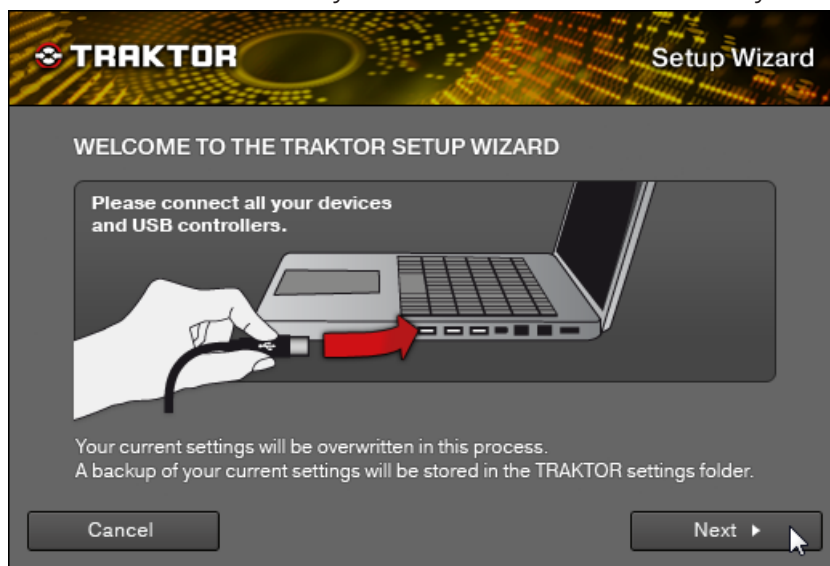 TRAKTOR
Setup Wizard
WELCOME TO THE TRAKTOR SETUP WIZARD
Please connect all your devices
and USB controllers.
Your current settings will be overwritten in this process.
A backup of your current settings will be stored in the TRAKTOR settings folder.
Cancel
Next